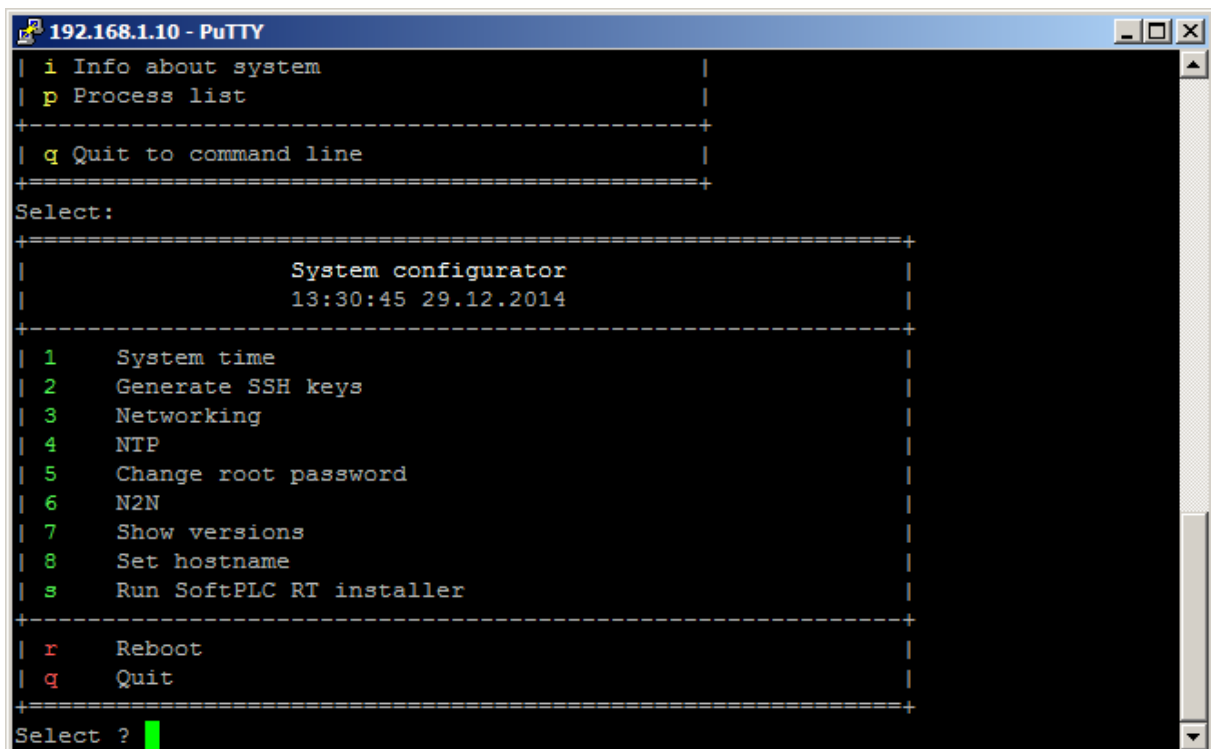 192.168.1.10 - PuTTY
| i Info about system |
| p Process list |
+----------------------------------------------+
| q Quit to command line |
+==============================================+
Select:
+============================================================+
| System configurator |
| 13:30:45 29.12.2014 |
+------------------------------------------------------------+
| 1 System time |
| 2 Generate SSH keys |
| 3 Networking |
| 4 NTP |
| 5 Change root password |
| 6 N2N |
| 7 Show versions |
| 8 Set hostname |
| s Run SoftPLC RT installer |
+------------------------------------------------------------+
| r Reboot |
| q Quit |
+============================================================+
Select ?